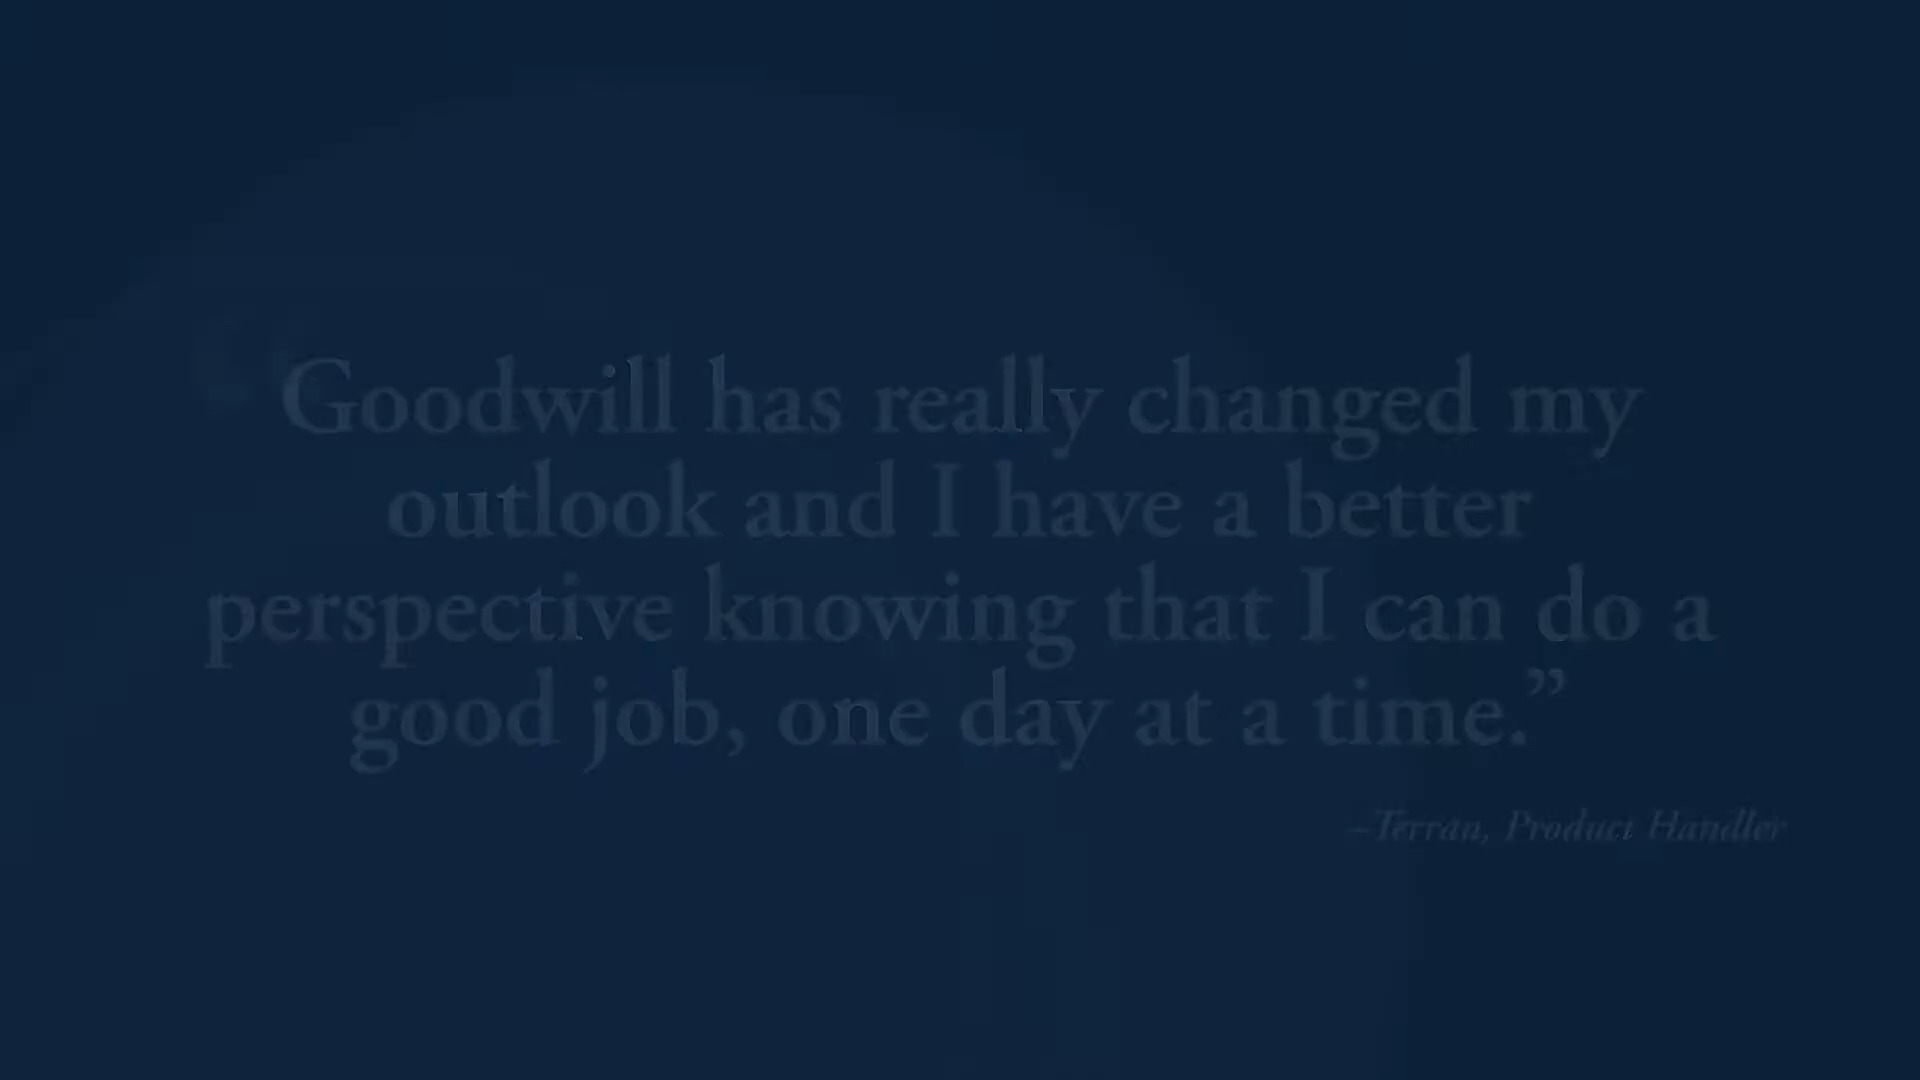 “Goodwill has really changed my
outlook and I have a better
perspective knowing that I can do a
good job, one day at a time.”
–Terran, Product Handler